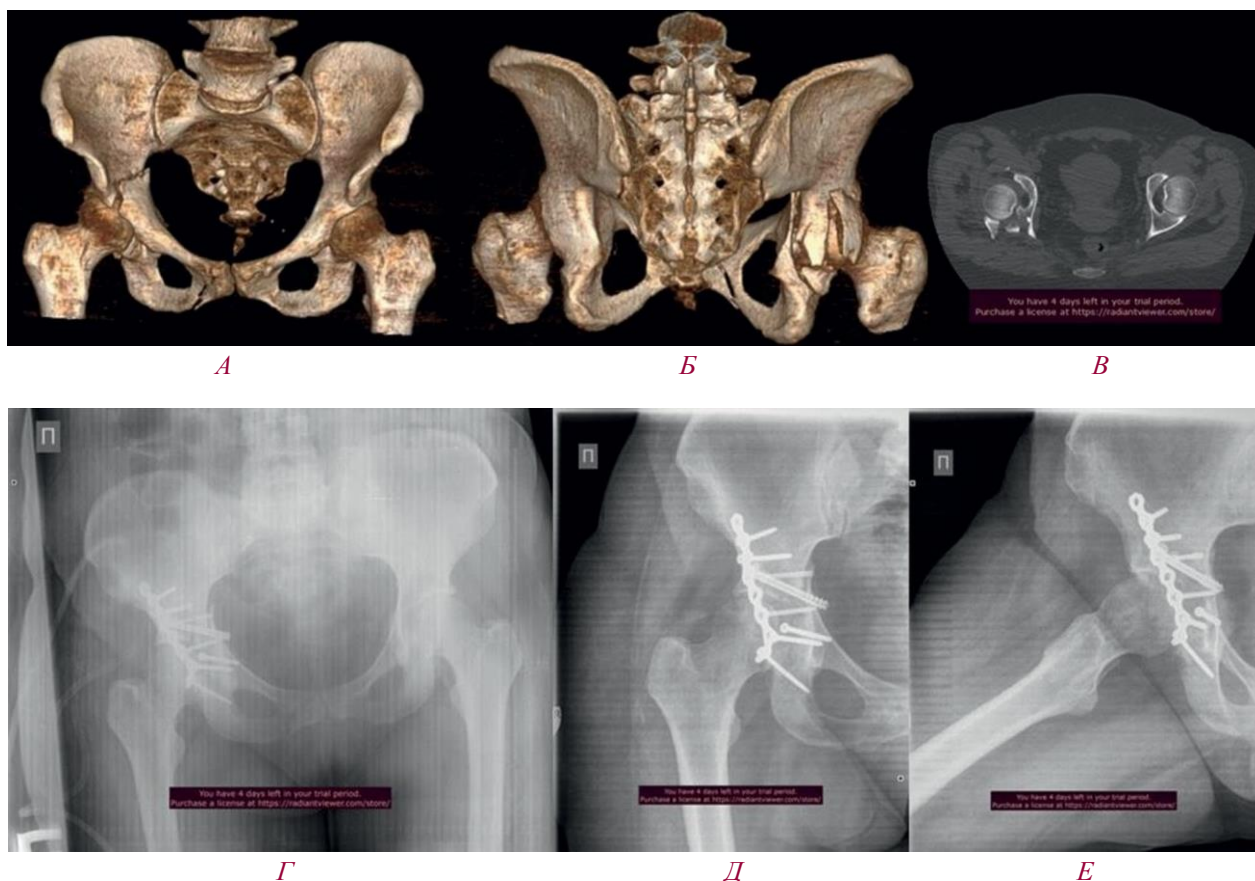 You have 4 days left in your trial period.
Purchase a license at https://radiantviewer.com/store/
А
Б
В
П
П
П
You have 4 days left in your trial period.
Purchase a license at https://radiantviewer.com/store/
You have 4 days left in your trial period.
Purchase a license at https://radiantviewer.com/store/
You have 4 days left in your trial period.
Purchase a license at https://radiantviewer.com/store/
Г
Д
Е